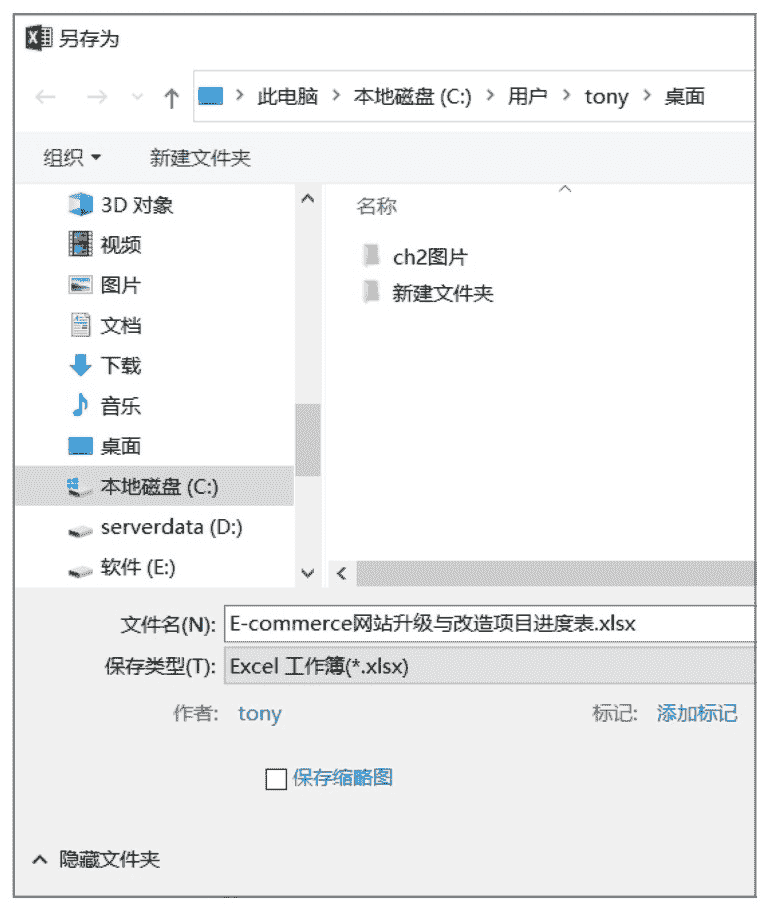 另存为
此电脑 > 本地磁盘 (C:) > 用户 > tony > 桌面
组织 新建文件夹
3D 对象
视频
图片
文档
下载
音乐
桌面
本地磁盘 (C:)
serverdata (D:)
软件 (E:)
名称
ch2图片
新建文件夹
文件名(N): E-commerce网站升级与改造项目进度表.xlsx
保存类型(T): Excel 工作簿(*.xlsx)
作者: tony 标记: 添加标记
保存缩略图
隐藏文件夹